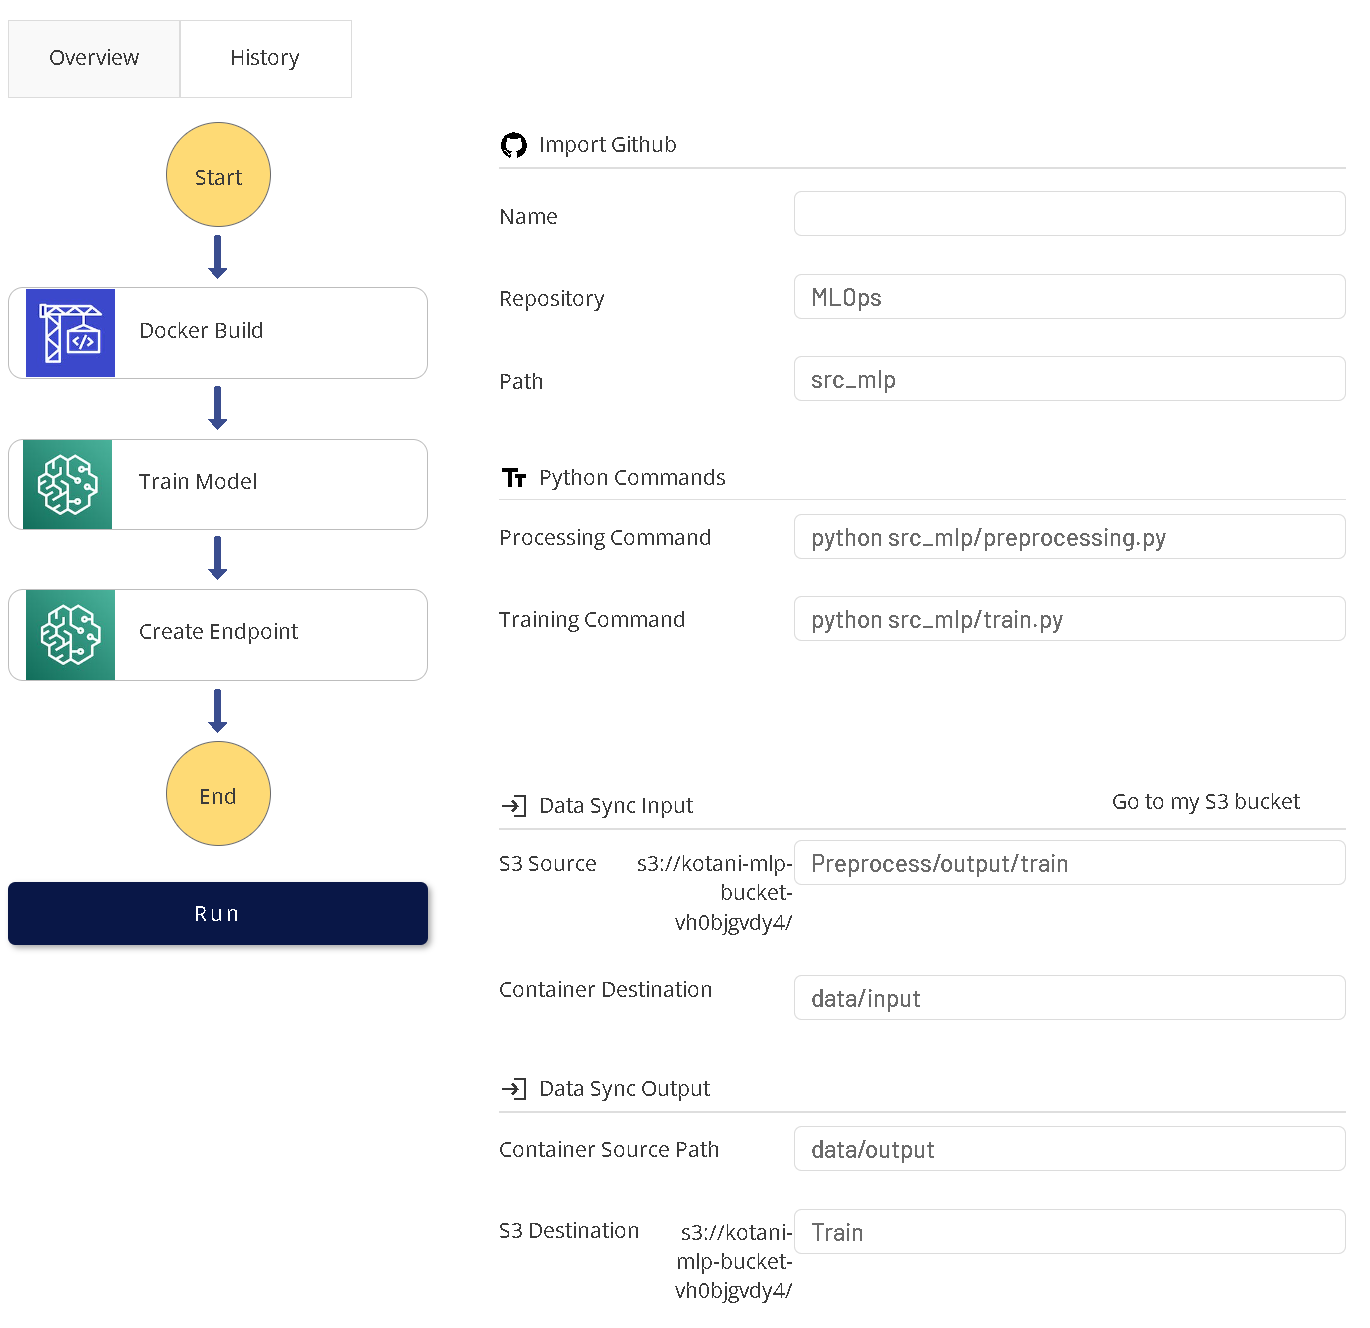 Overview
History
Start
Docker Build
Train Model
Create Endpoint
End
Run
Import Github
Name
Repository
MLOps
Path
src_mlp
Python Commands
Processing Command
python src_mlp/preprocessing.py
Training Command
python src_mlp/train.py
Data Sync Input
Go to my S3 bucket
S3 Source
s3://kotani-mlp-
bucket-
vh0bjgvdy4/
Preprocess/output/train
Container Destination
data/input
Data Sync Output
Container Source Path
data/output
S3 Destination
s3://kotani-
mlp-bucket-
vh0bjgvdy4/
Train